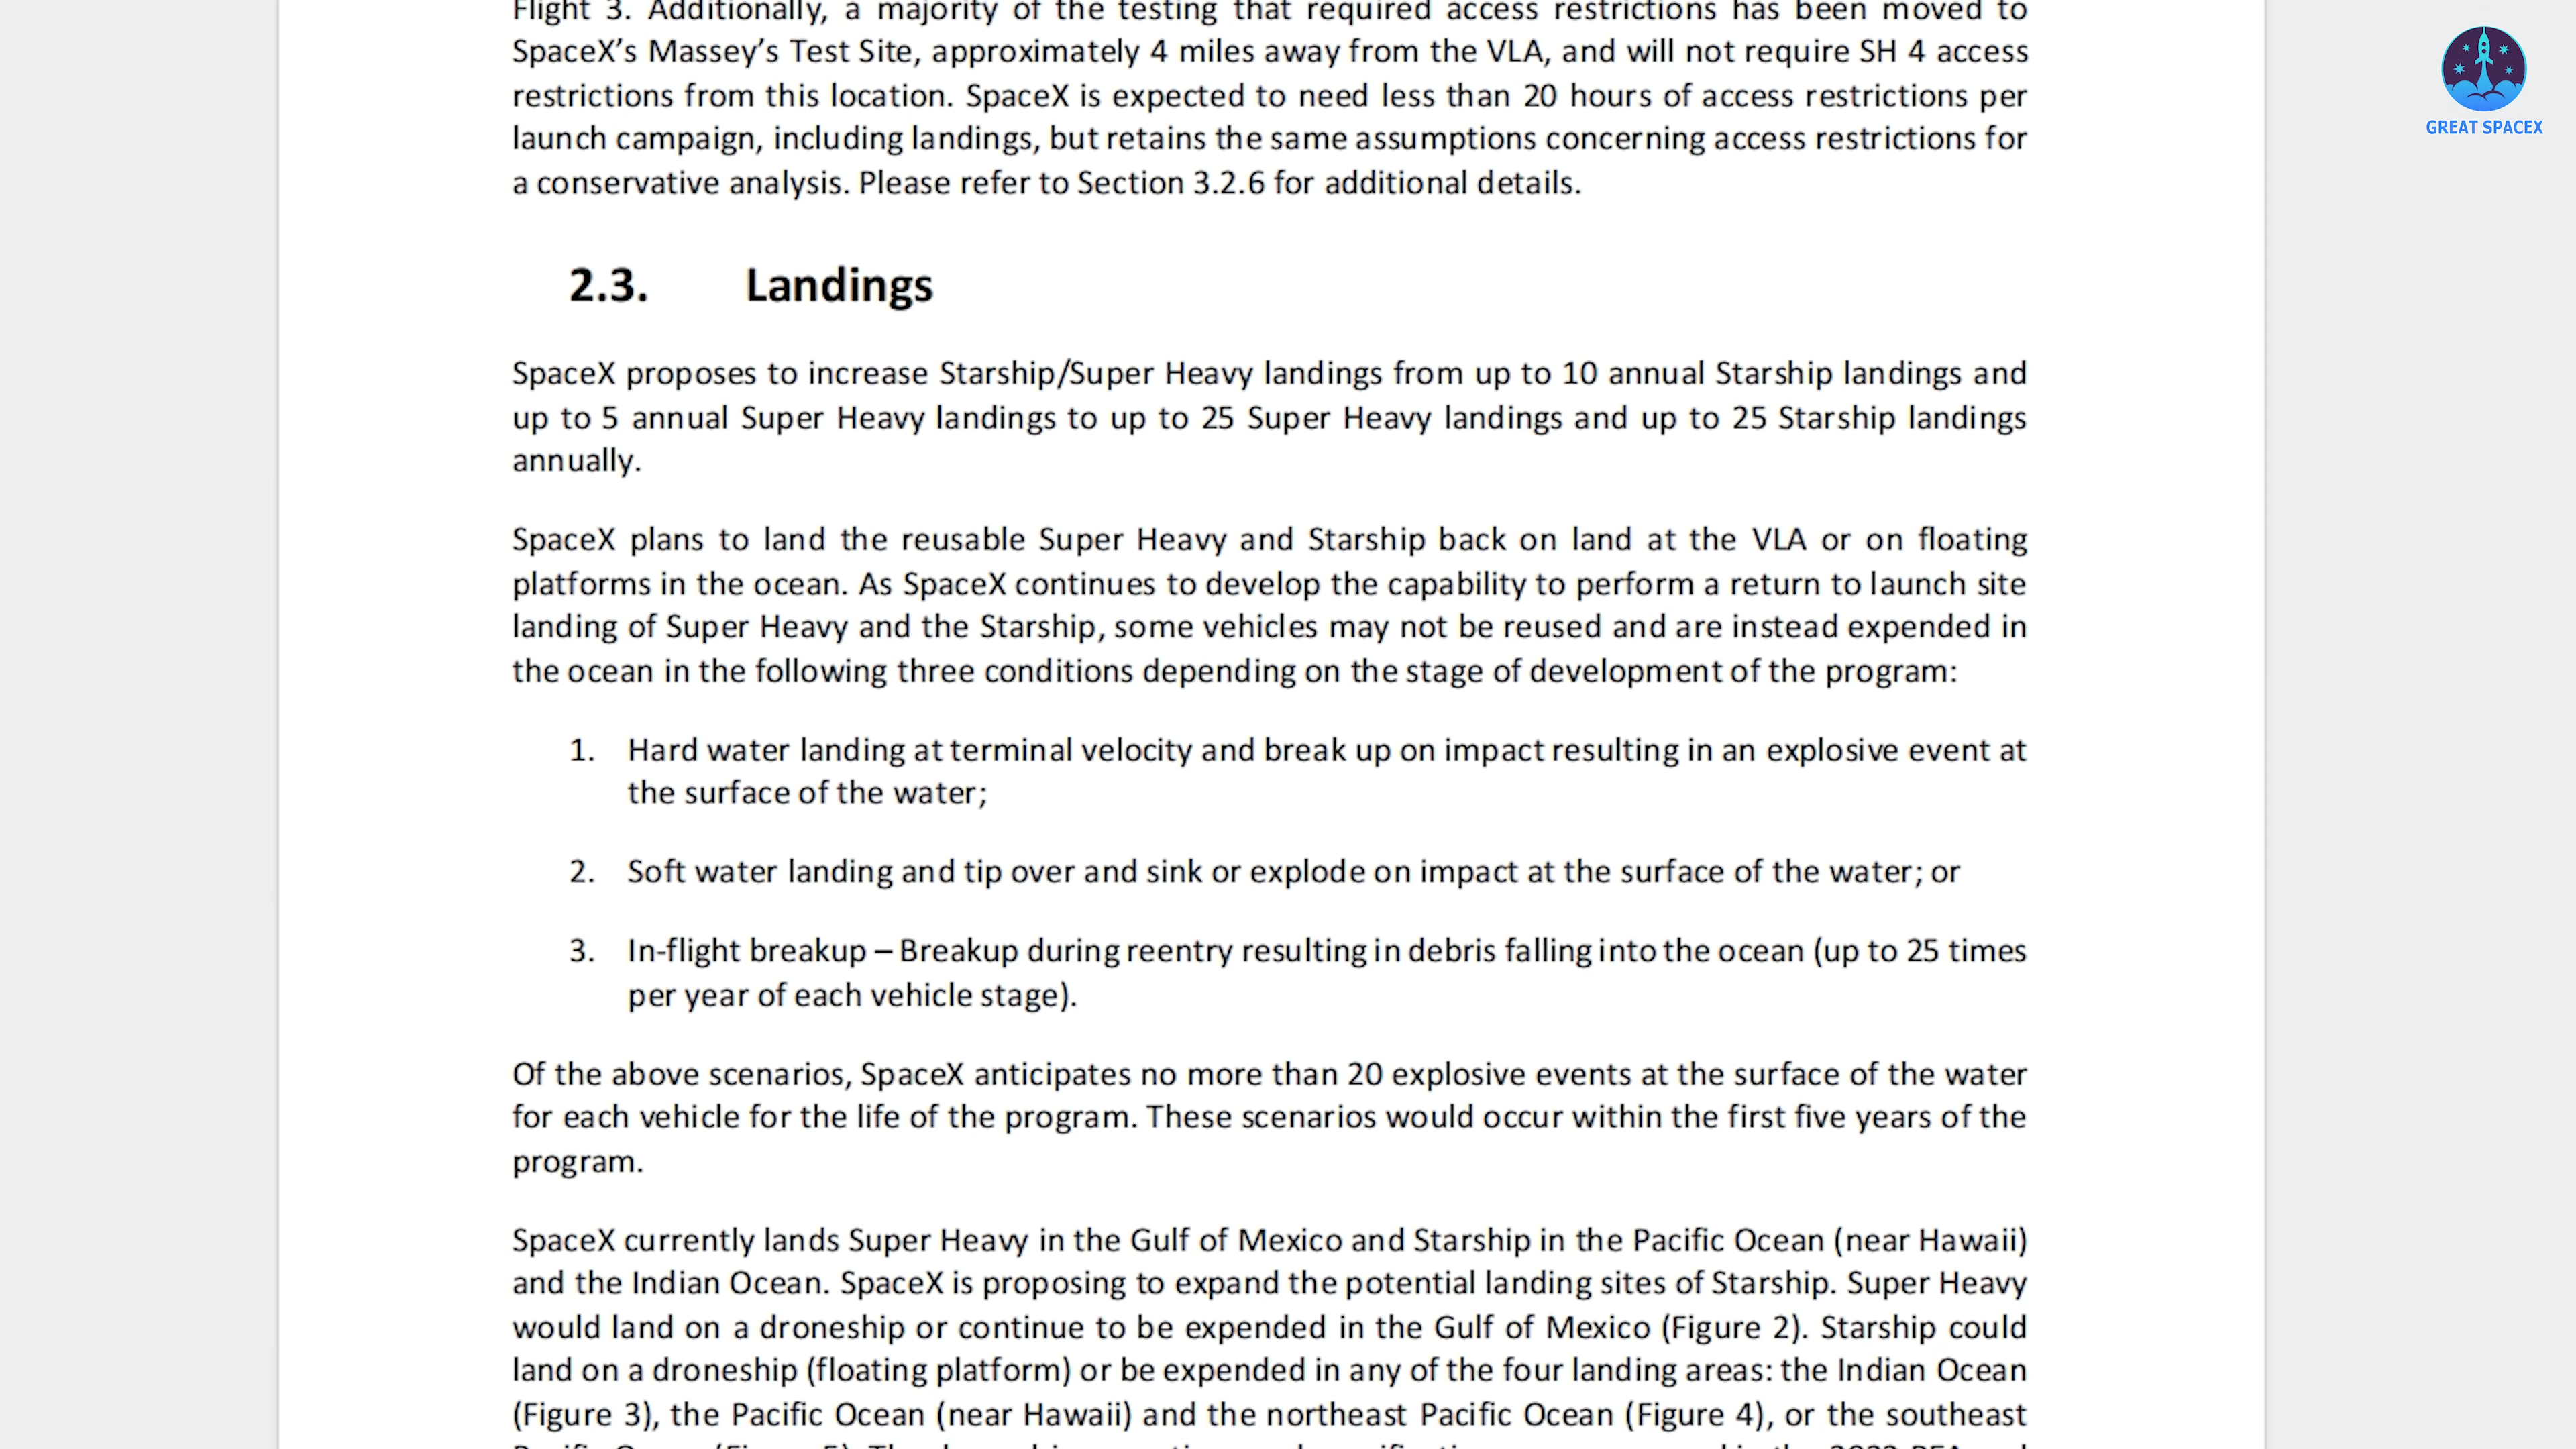 Flight 3. Additionally, a majority of the testing that required access restrictions has been moved to
SpaceX’s Massey’s Test Site, approximately 4 miles away from the VLA, and will not require SH 4 access
restrictions from this location. SpaceX is expected to need less than 20 hours of access restrictions per
launch campaign, including landings, but retains the same assumptions concerning access restrictions for
a conservative analysis. Please refer to Section 3.2.6 for additional details.
GREAT SPACEX
2.3. Landings
SpaceX proposes to increase Starship/Super Heavy landings from up to 10 annual Starship landings and
up to 5 annual Super Heavy landings to up to 25 Super Heavy landings and up to 25 Starship landings
annually.
SpaceX plans to land the reusable Super Heavy and Starship back on land at the VLA or on floating
platforms in the ocean. As SpaceX continues to develop the capability to perform a return to launch site
landing of Super Heavy and the Starship, some vehicles may not be reused and are instead expended in
the ocean in the following three conditions depending on the stage of development of the program:
1. Hard water landing at terminal velocity and break up on impact resulting in an explosive event at
the surface of the water;
2. Soft water landing and tip over and sink or explode on impact at the surface of the water; or
3. In-flight breakup – Breakup during reentry resulting in debris falling into the ocean (up to 25 times
per year of each vehicle stage).
Of the above scenarios, SpaceX anticipates no more than 20 explosive events at the surface of the water
for each vehicle for the life of the program. These scenarios would occur within the first five years of the
program.
SpaceX currently lands Super Heavy in the Gulf of Mexico and Starship in the Pacific Ocean (near Hawaii)
and the Indian Ocean. SpaceX is proposing to expand the potential landing sites of Starship. Super Heavy
would land on a droneship or continue to be expended in the Gulf of Mexico (Figure 2). Starship could
land on a droneship (floating platform) or be expended in any of the four landing areas: the Indian Ocean
(Figure 3), the Pacific Ocean (near Hawaii) and the northeast Pacific Ocean (Figure 4), or the southeast